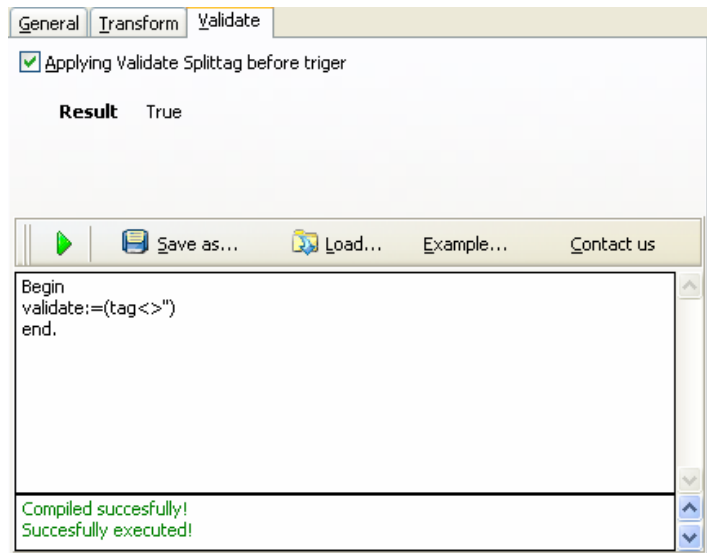 General Transform Validate
Applying Validate Splittag before triger
Result True
Save as... Load... Example... Contact us
Begin
validate:=(tag<>'')
end.
Compiled succesfully!
Succesfully executed!